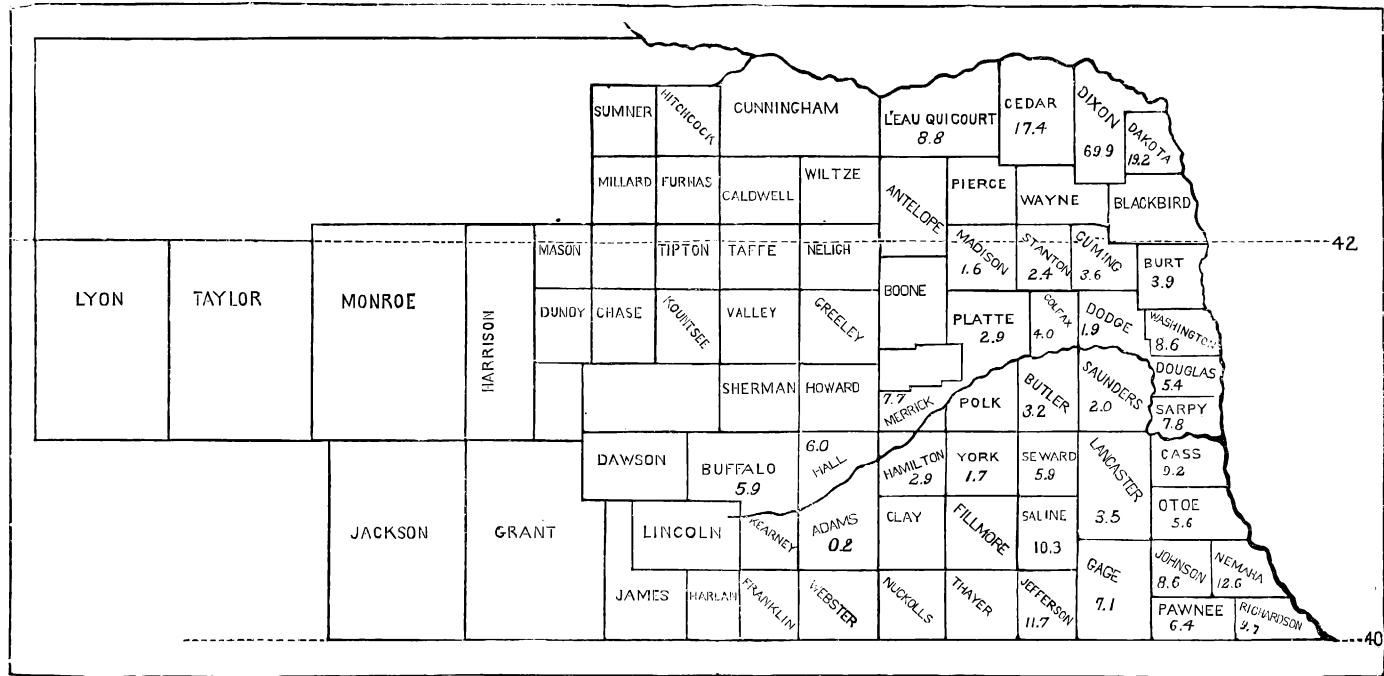 SUMNER
HITCHCOCK
CUNNINGHAM
L'EAU QUI COURT
8.8
CEDAR
17.4
DIXON
69.9
DAKOTA
19.2
MILLARD
FURNAS
CALDWELL
WILTZE
ANTELOPE
PIERCE
WAYNE
BLACKBIRD
MASON
TIPTON
TAFFE
NELIGH
MADISON
1.6
STANTON
2.4
CUMING
3.6
BURT
3.9
42
LYON
TAYLOR
MONROE
HARRISON
DUNDY
CHASE
KOUNTSEE
VALLEY
GREELEY
BOONE
PLATTE
2.9
COLFAX
4.0
DODGE
1.9
WASHINGTON
8.6
SHERMAN
HOWARD
7.7
MERRICK
POLK
BUTLER
3.2
SAUNDERS
2.0
DOUGLAS
5.4
SARPY
7.8
DAWSON
BUFFALO
5.9
6.0
HALL
HAMILTON
2.9
YORK
1.7
SEWARD
5.9
LANCASTER
3.5
CASS
9.2
JACKSON
GRANT
LINCOLN
KEARNEY
ADAMS
0.2
CLAY
FILLMORE
SALINE
10.3
OTOE
5.6
JAMES
HARLAN
FRANKLIN
WEBSTER
NUCKOLLS
THAYER
JEFFERSON
11.7
GAGE
7.1
JOHNSON
8.6
NEMAHA
12.6
PAWNEE
6.4
RICHARDSON
9.7
40